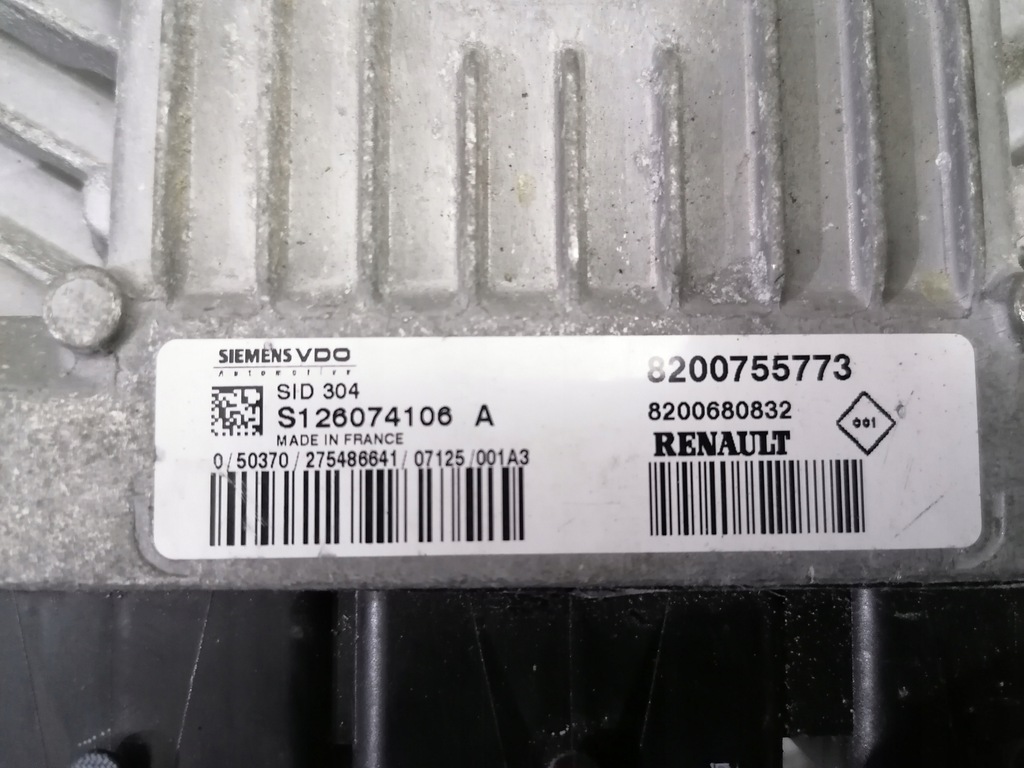 SIEMENS VDO
Automotive
SID 304
S126074106 A
MADE IN FRANCE
0/50370/275486641/07125/001A3
8200755773
8200680832
RENAULT
001